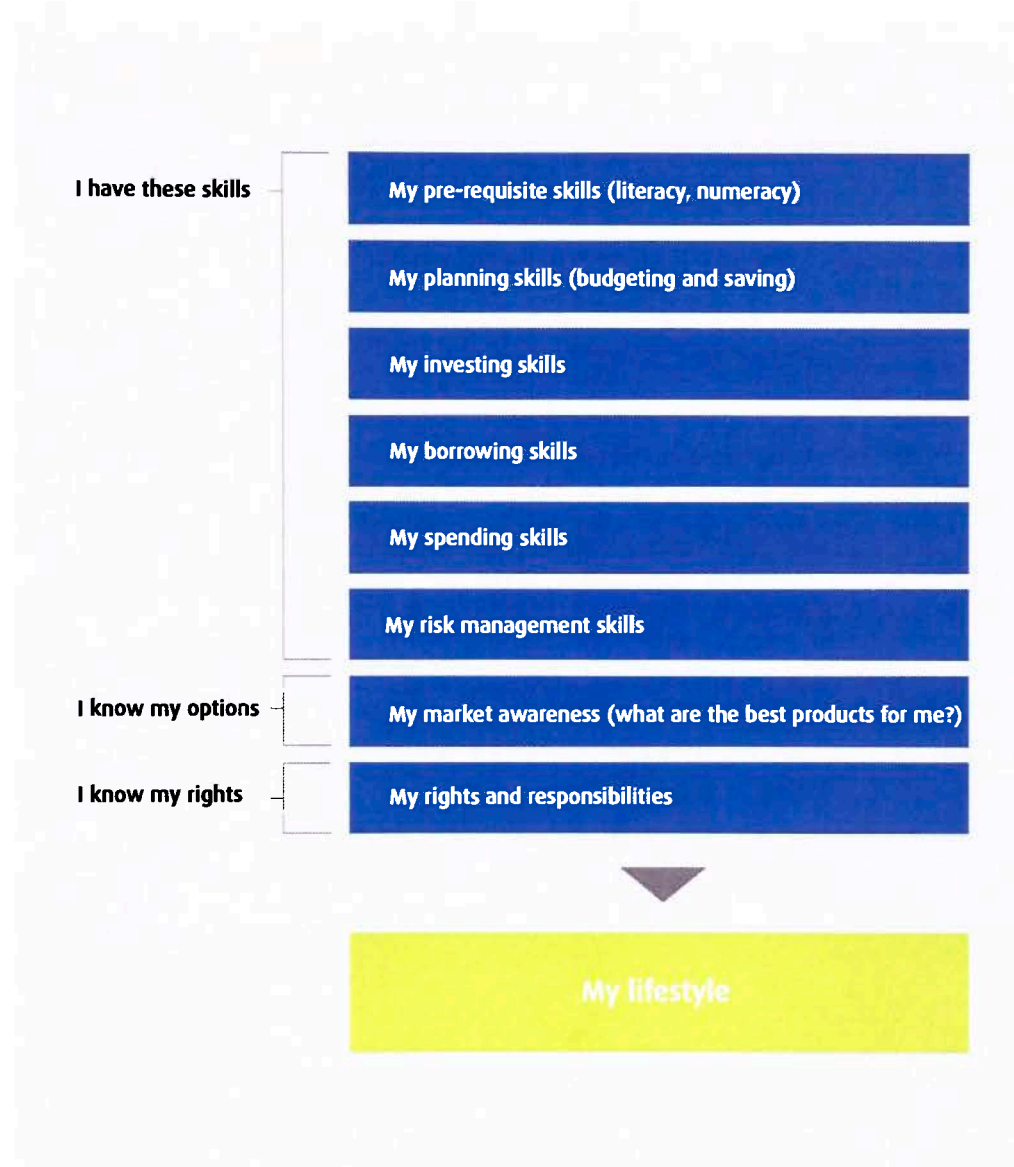 I have these skills
My pre-requisite skills (literacy, numeracy)
My planning skills (budgeting and saving)
My investing skills
My borrowing skills
My spending skills
My risk management skills
I know my options
My market awareness (what are the best products for me?)
I know my rights
My rights and responsibilities
My lifestyle